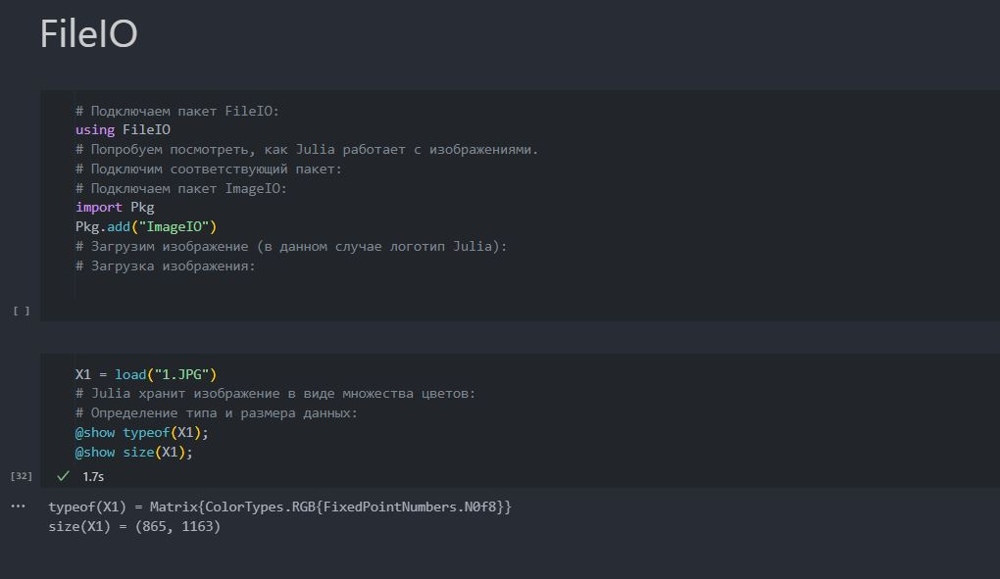 FileIO
# Подключаем пакет FileIO:
using FileIO
# Попробуем посмотреть, как Julia работает с изображениями.
# Подключим соответствующий пакет:
# Подключаем пакет ImageIO:
import Pkg
Pkg.add("ImageIO")
# Загрузим изображение (в данном случае логотип Julia):
# Загрузка изображения:
[ ]
X1 = load("1.JPG")
# Julia хранит изображение в виде множества цветов:
# Определение типа и размера данных:
@show typeof(X1);
@show size(X1);
[32] ✓ 1.7s
... typeof(X1) = Matrix{ColorTypes.RGB{FixedPointNumbers.N0f8}}
size(X1) = (865, 1163)